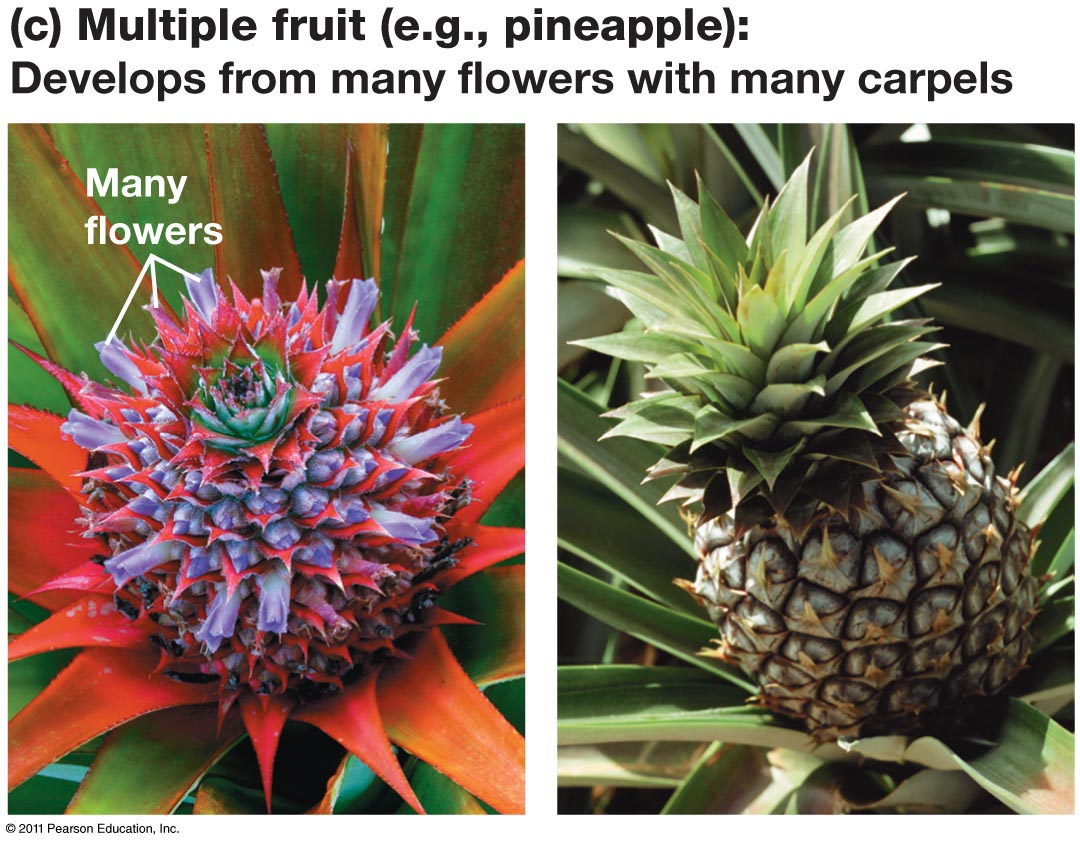 (c) Multiple fruit (e.g., pineapple):
Develops from many flowers with many carpels
Many
flowers
© 2011 Pearson Education, Inc.